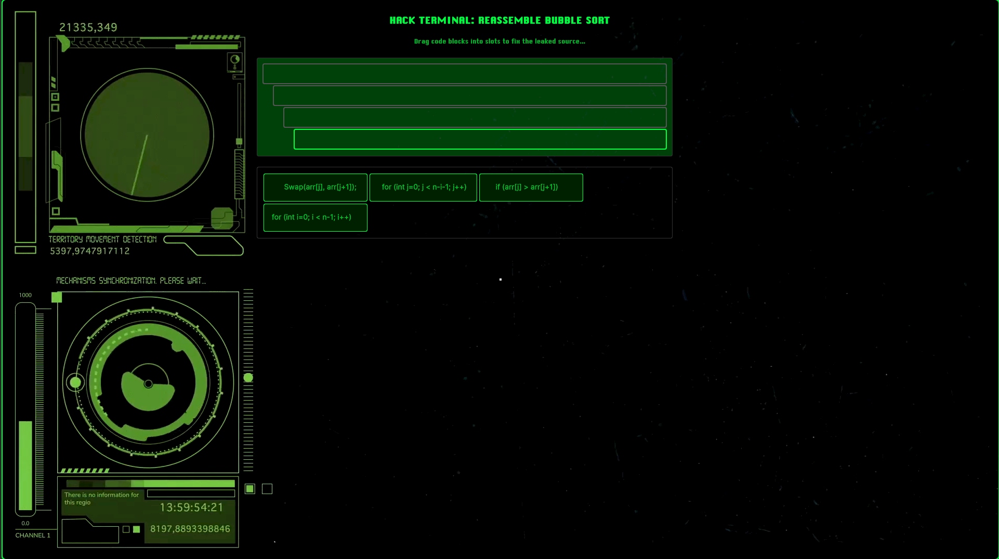 21335,349
HACK TERMINAL: REASSEMBLE BUBBLE SORT
Drag code blocks into slots to fix the leaked source...
Swap(arr[j], arr[j+1]);
for (int j=0; j < n-i-1; j++)
if (arr[j] > arr[j+1])
for (int i=0; i < n-1; i++)
TERRITORY MOVEMENT DETECTION
5397,9747917112
MECHANISMS SYNCHRONIZATION. PLEASE WAIT...
1000
There is no information for
this regio
13:59:54:21
8197,8893398846
0.0
CHANNEL 1